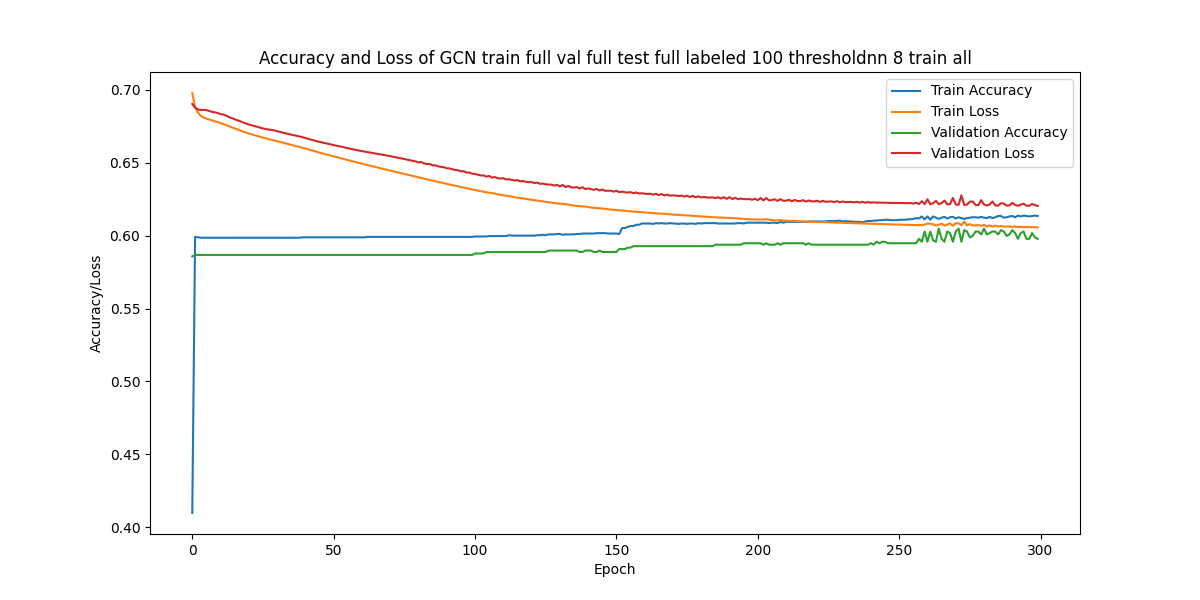 Accuracy and Loss of GCN train full val full test full labeled 100 thresholdnn 8 train all
Train Accuracy
Train Loss
Validation Accuracy
Validation Loss
0.70
0.65
0.60
0.55
0.50
0.45
0.40
Accuracy/Loss
0 50 100 150 200 250 300
Epoch